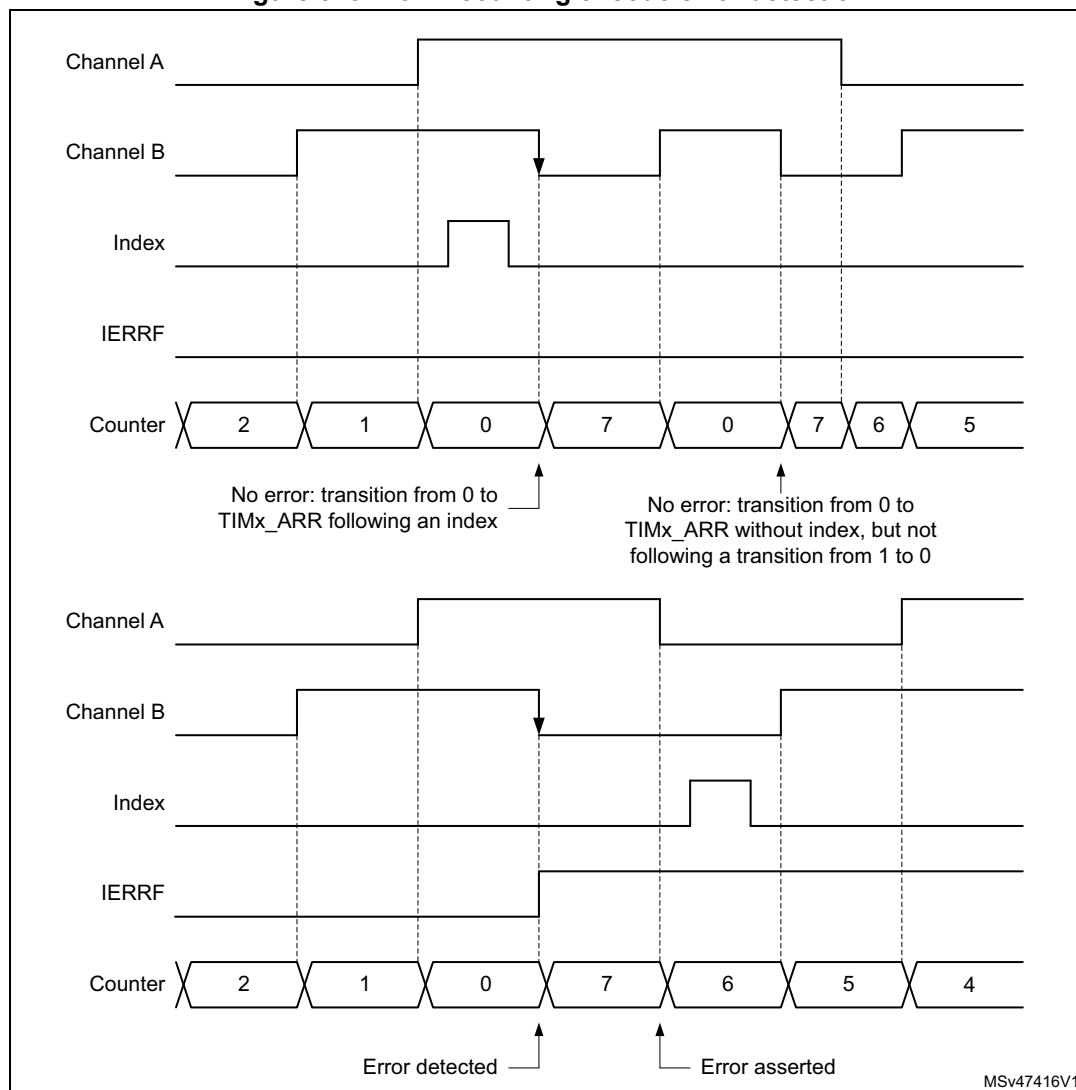 Channel A
Channel B
Index
IERRF
Counter 2 1 0 7 0 7 6 5
No error: transition from 0 to
TIMx_ARR following an index
No error: transition from 0 to
TIMx_ARR without index, but not
following a transition from 1 to 0
Channel A
Channel B
Index
IERRF
Counter 2 1 0 7 6 5 4
Error detected
Error asserted
MSv47416V1